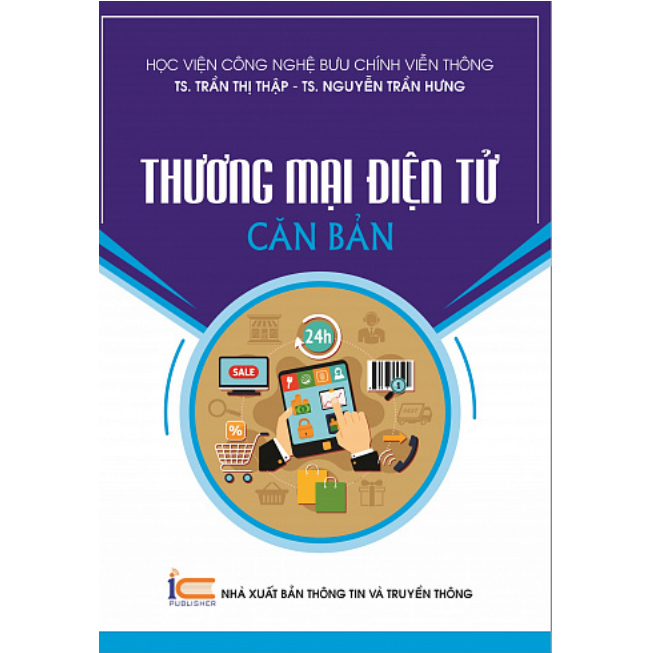 HỌC VIỆN CÔNG NGHỆ BƯU CHÍNH VIỄN THÔNG
TS. TRẦN THỊ THẬP - TS. NGUYỄN TRẦN HƯNG
THƯƠNG MẠI ĐIỆN TỬ
CĂN BẢN
24h
SALE
FAST
%
iC
PUBLISHER
NHÀ XUẤT BẢN THÔNG TIN VÀ TRUYỀN THÔNG